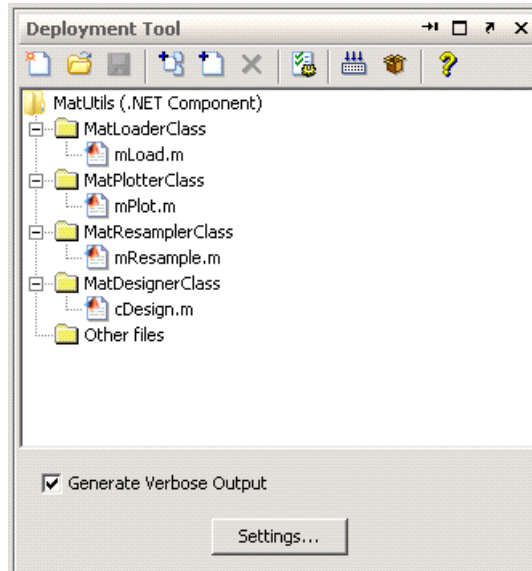 Deployment Tool
MatUtils (.NET Component)
MatLoaderClass
mLoad.m
MatPlotterClass
mPlot.m
MatResamplerClass
mResample.m
MatDesignerClass
cDesign.m
Other files
Generate Verbose Output
Settings...